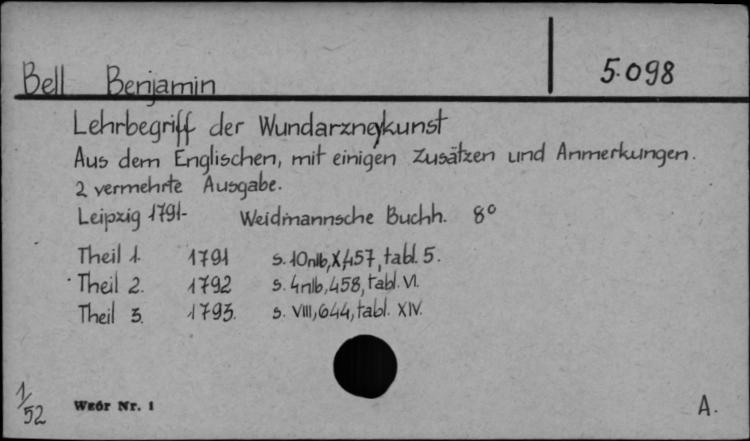 5.098
Bell Benjamin
Lehrbegriff der Wundarzneykunst
Aus dem Englischen, mit einigen Zusätzen und Anmerkungen.
2 vermehrte Ausgabe.
Leipzig 1791- Weidmannsche Buchh. 8°
Theil 1. 1791 s. 10nlb, X, 457, tabl. 5.
Theil 2. 1792 s. 4nlb, 458, tabl. VI.
Theil 3. 1793. s. VIII, 644, tabl. XIV.
1/52 Wzór Nr. 1 A.